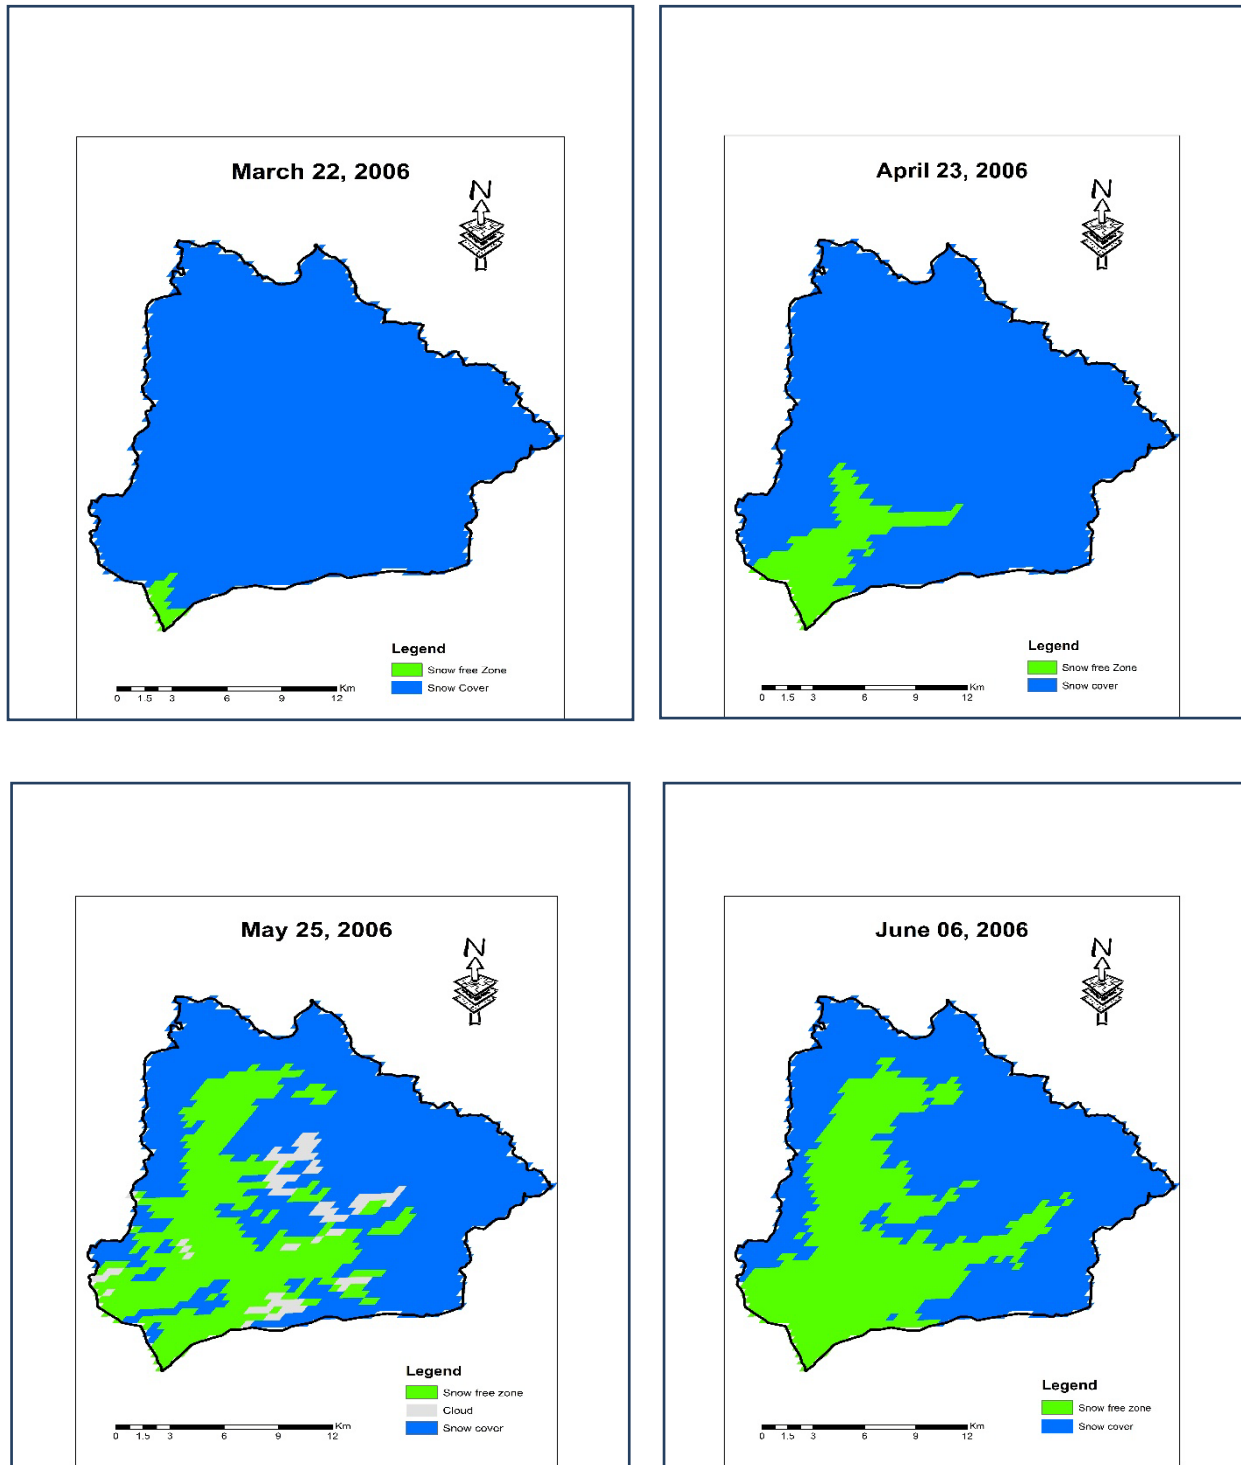 March 22, 2006
N
Legend
Snow free Zone
Snow Cover
Km
0 1.5 3 6 9 12
April 23, 2006
N
Legend
Snow free Zone
Snow cover
Km
0 1.5 3 6 9 12
May 25, 2006
N
Legend
Snow free zone
Cloud
Snow cover
Km
0 1.5 3 6 9 12
June 06, 2006
N
Legend
Snow free zone
Snow cover
Km
0 1.5 3 6 9 12